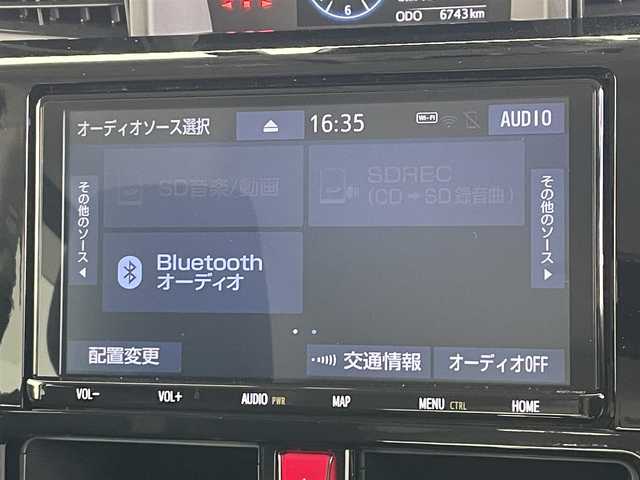 6
ODO 6743km
オーディオソース選択
16:35
Wi-Fi
AUDIO
その他のソース
SD音楽/動画
SDREC
(CD→SD録音曲)
その他のソース
Bluetooth
オーディオ
配置変更
交通情報
オーディオOFF
VOL-
VOL+
AUDIO PWR
MAP
MENU CTRL
HOME